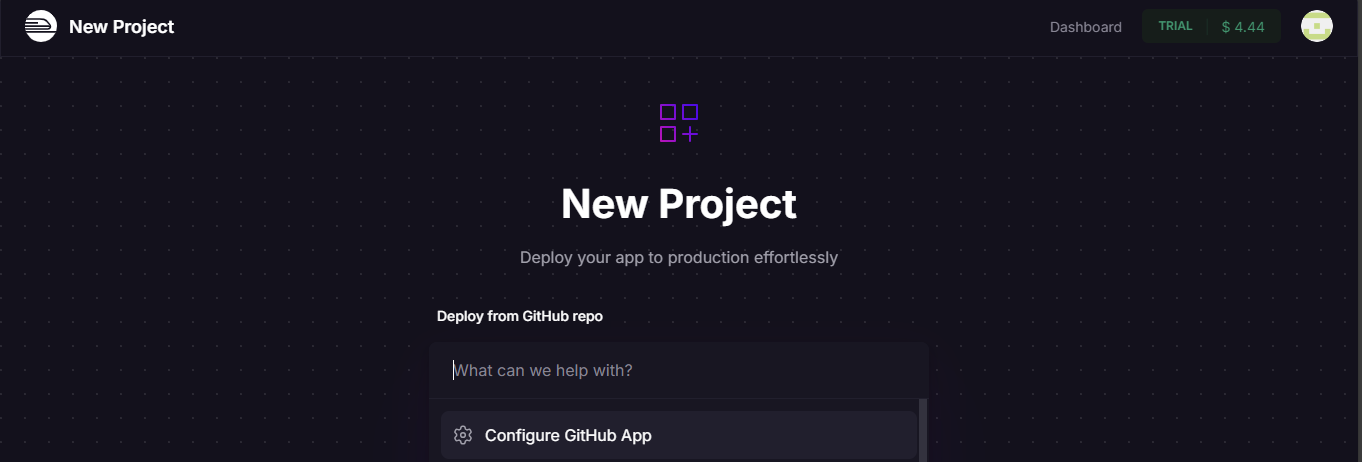 New Project
Dashboard
TRIAL
$ 4.44
New Project
Deploy your app to production effortlessly
Deploy from GitHub repo
What can we help with?
Configure GitHub App